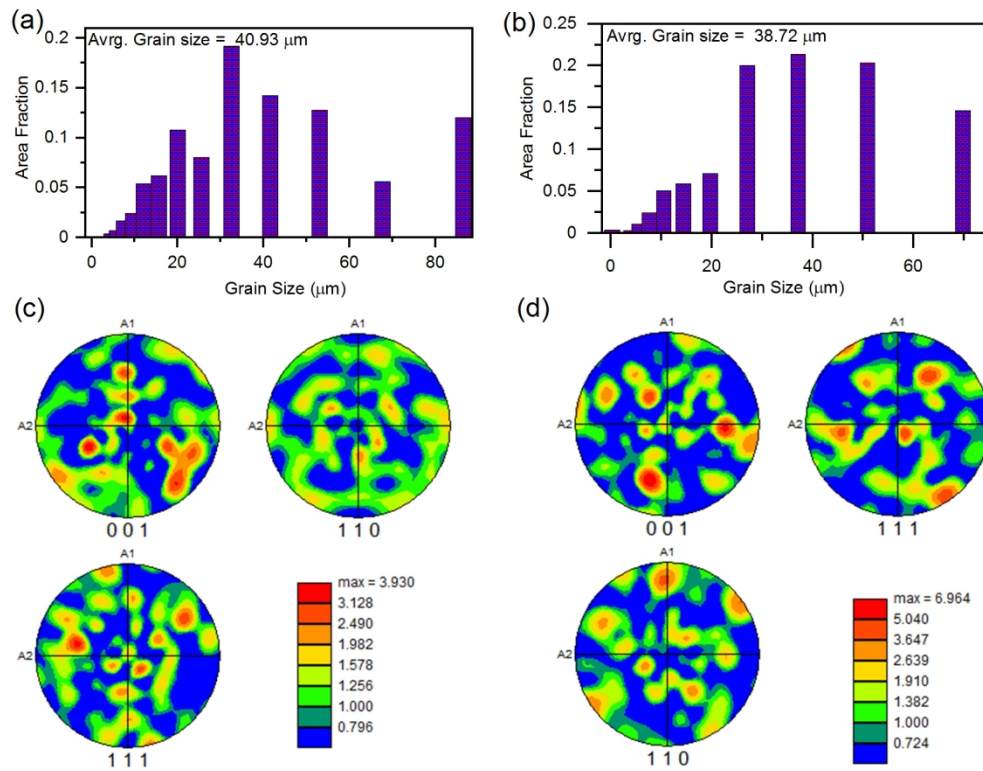 (a)
Avrg. Grain size = 40.93 μm
0.2
0.15
0.1
0.05
0
Area Fraction
0 20 40 60 80
Grain Size (μm)
(b)
Avrg. Grain size = 38.72 μm
0.25
0.2
0.15
0.1
0.05
0
Area Fraction
0 20 40 60
Grain Size (μm)
(c)
A1
A2
0 0 1
A1
A2
1 1 0
A1
A2
1 1 1
max = 3.930
3.128
2.490
1.982
1.578
1.256
1.000
0.796
(d)
A1
A2
0 0 1
A1
A2
1 1 1
A1
A2
1 1 0
max = 6.964
5.040
3.647
2.639
1.910
1.382
1.000
0.724